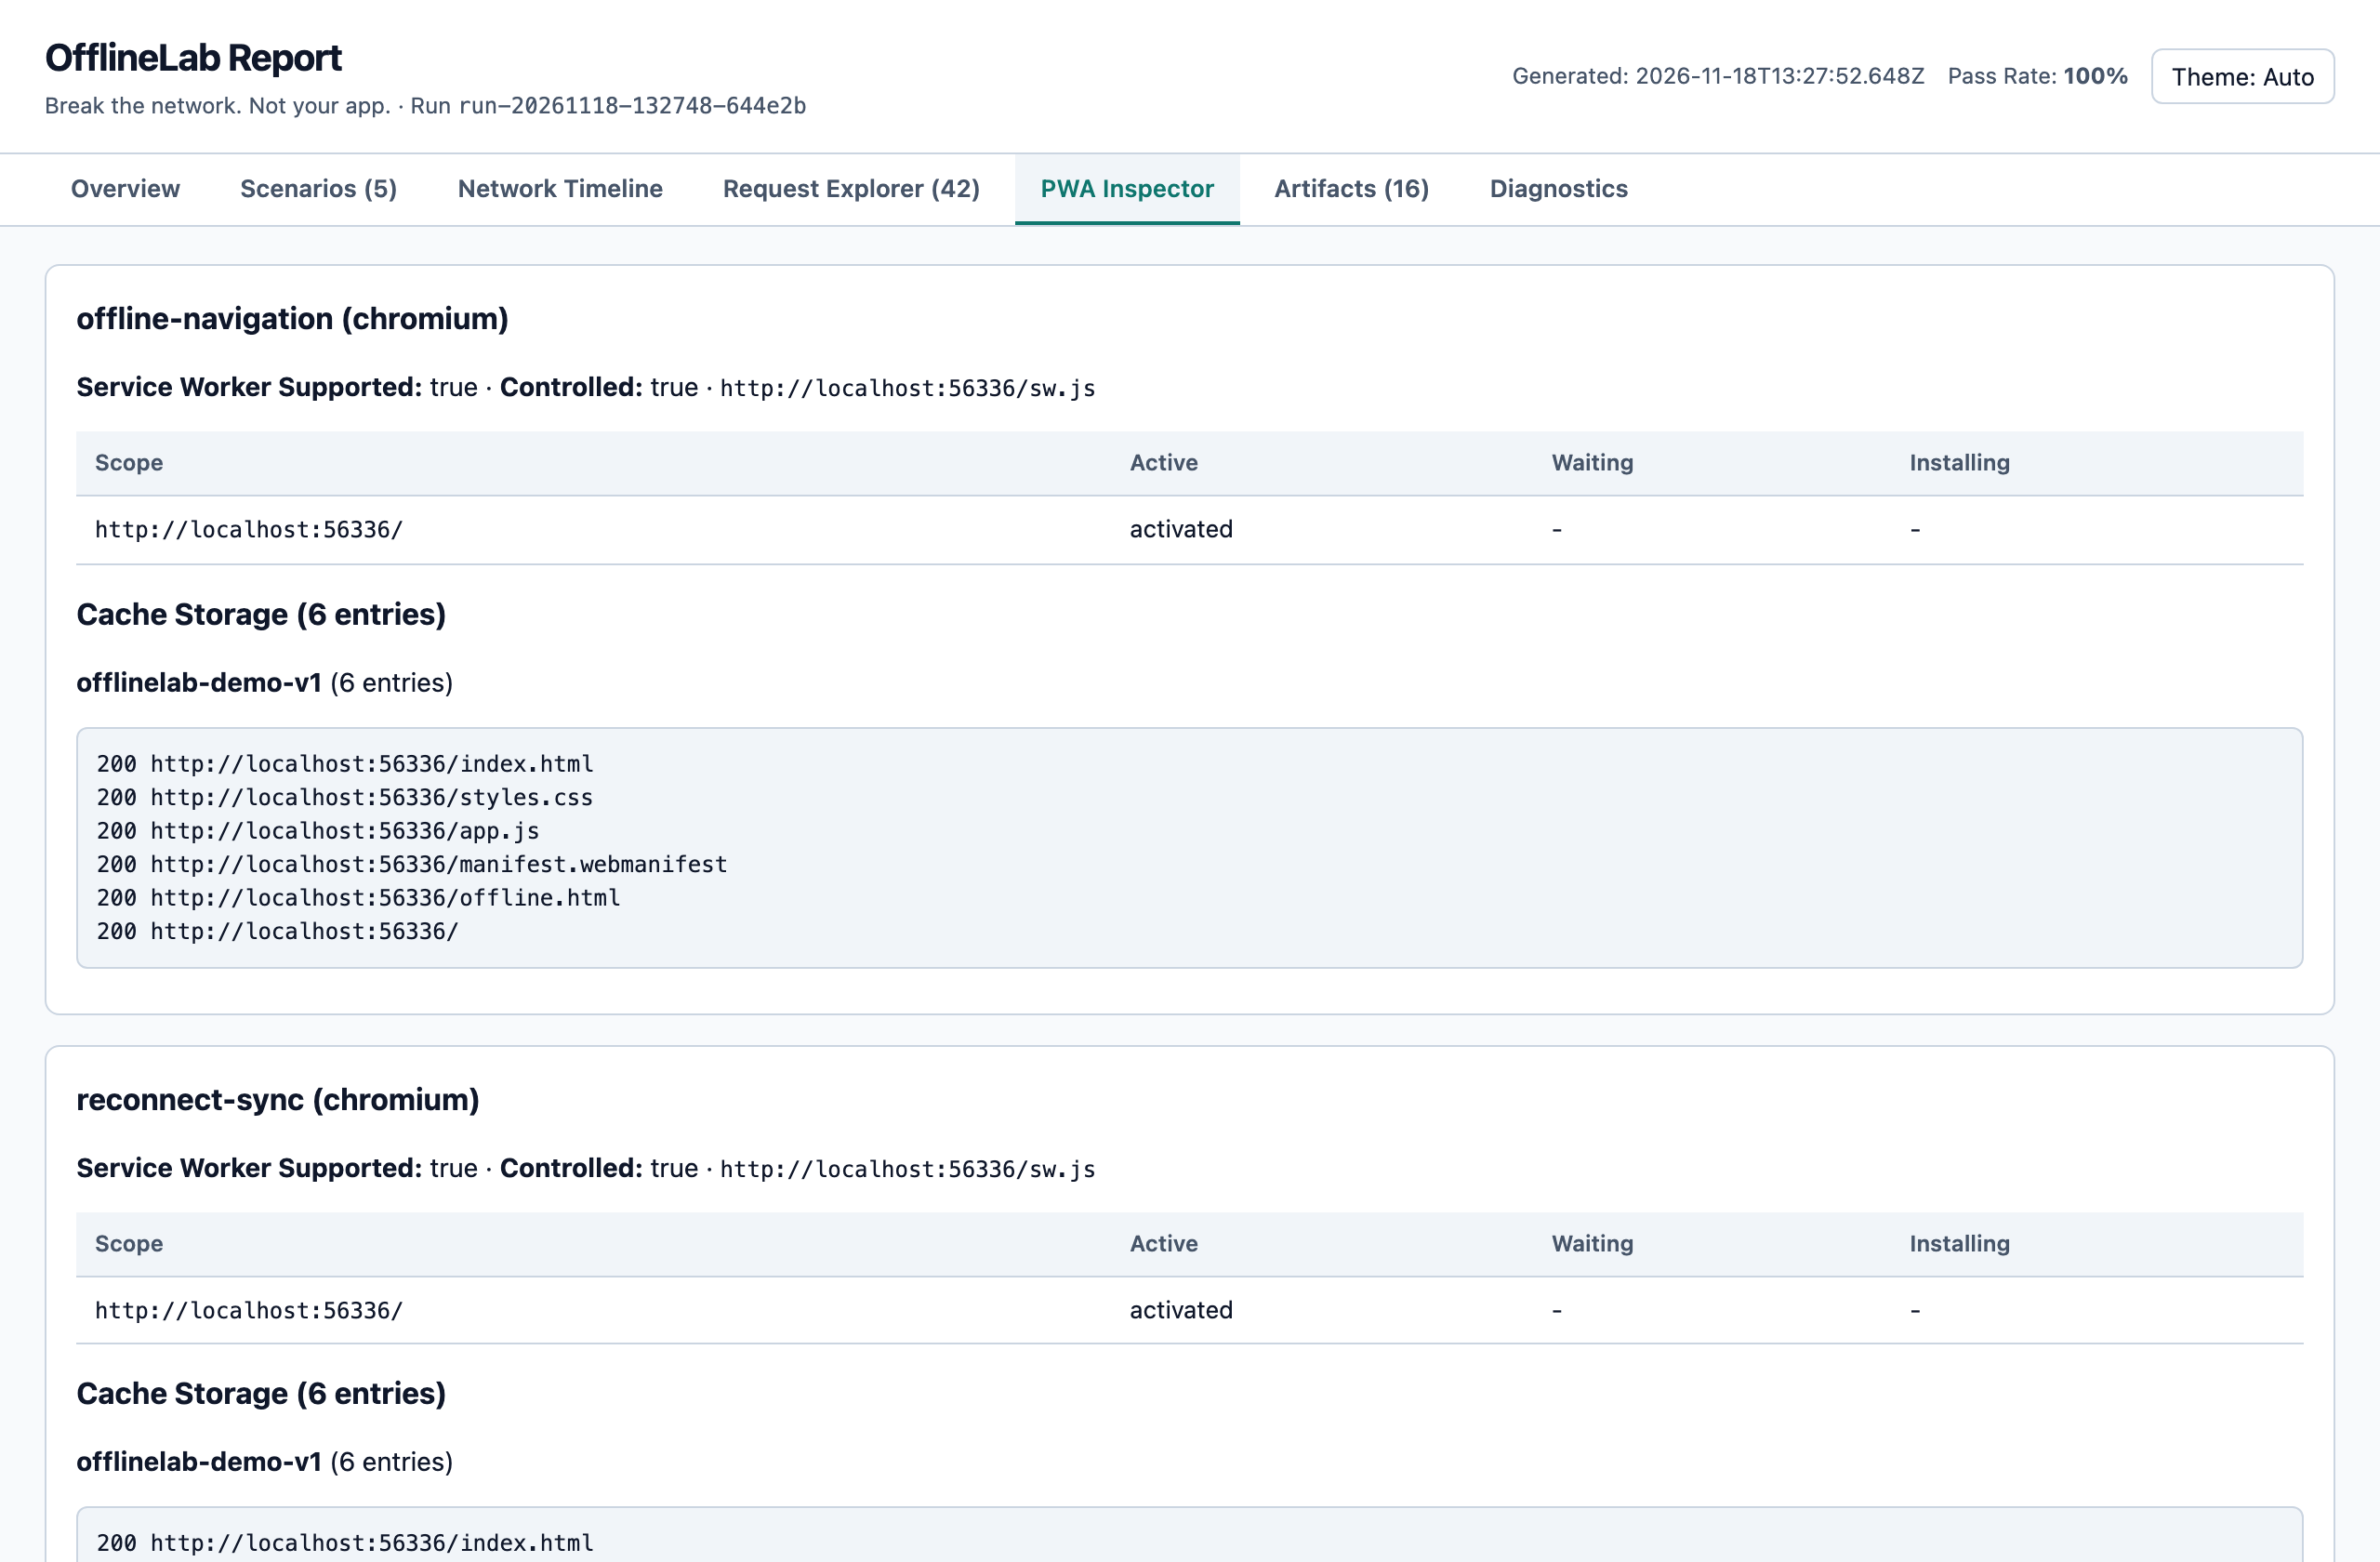 OfflineLab Report
Break the network. Not your app. · Run run-20261118-132748-644e2b
Generated: 2026-11-18T13:27:52.648Z Pass Rate: 100% Theme: Auto
Overview Scenarios (5) Network Timeline Request Explorer (42) PWA Inspector Artifacts (16) Diagnostics
offline-navigation (chromium)
Service Worker Supported: true · Controlled: true · http://localhost:56336/sw.js
Scope Active Waiting Installing
http://localhost:56336/ activated - -
Cache Storage (6 entries)
offlinelab-demo-v1 (6 entries)
200 http://localhost:56336/index.html
200 http://localhost:56336/styles.css
200 http://localhost:56336/app.js
200 http://localhost:56336/manifest.webmanifest
200 http://localhost:56336/offline.html
200 http://localhost:56336/
reconnect-sync (chromium)
Service Worker Supported: true · Controlled: true · http://localhost:56336/sw.js
Scope Active Waiting Installing
http://localhost:56336/ activated - -
Cache Storage (6 entries)
offlinelab-demo-v1 (6 entries)
200 http://localhost:56336/index.html